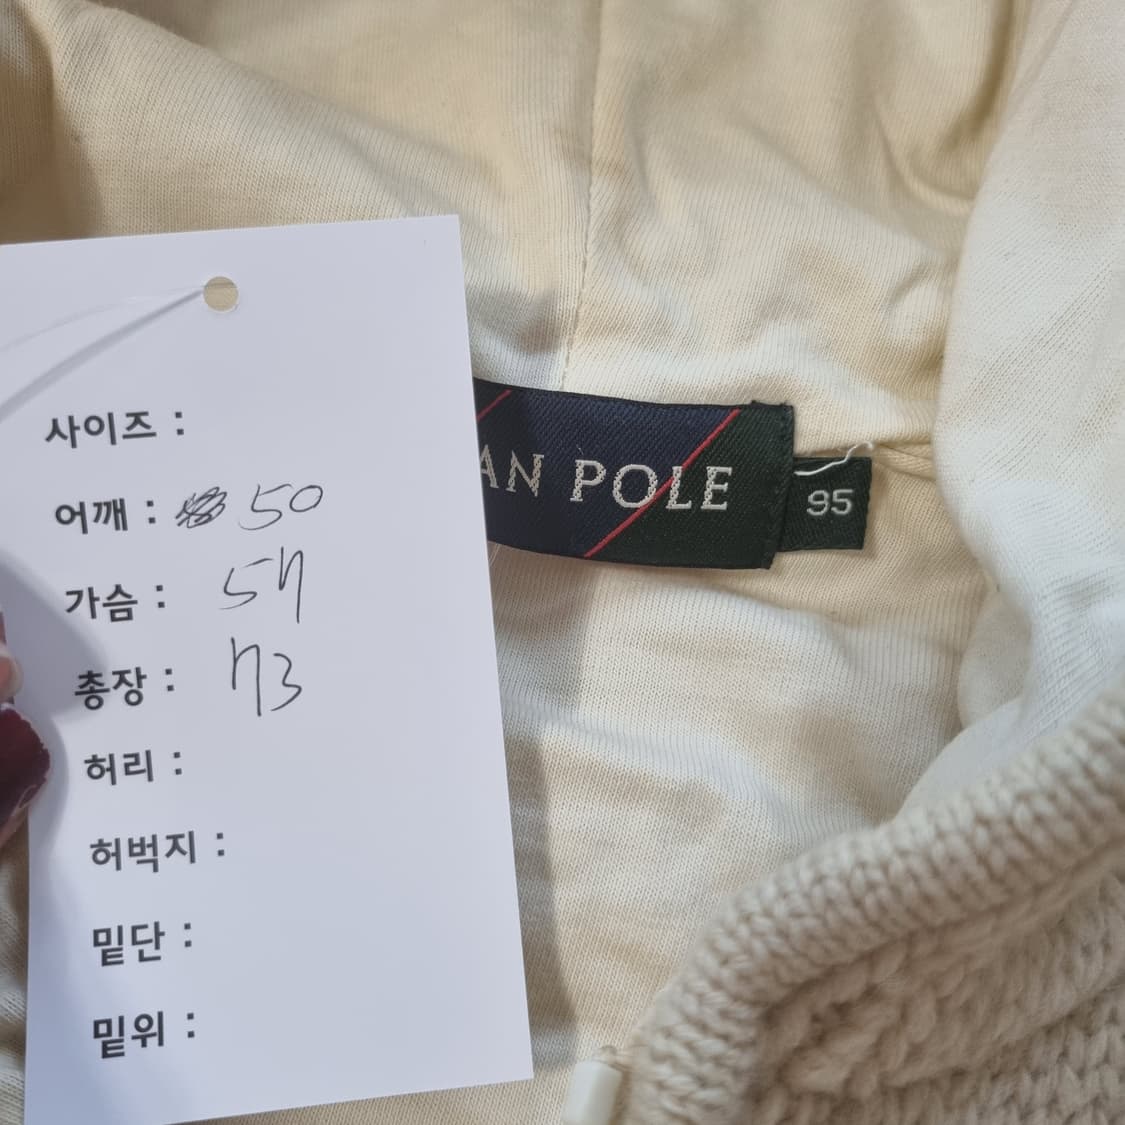 사이즈 :
어깨 : 50
가슴 : 57
총장 : 73
허리 :
허벅지 :
밑단 :
밑위 :
AN POLE
95